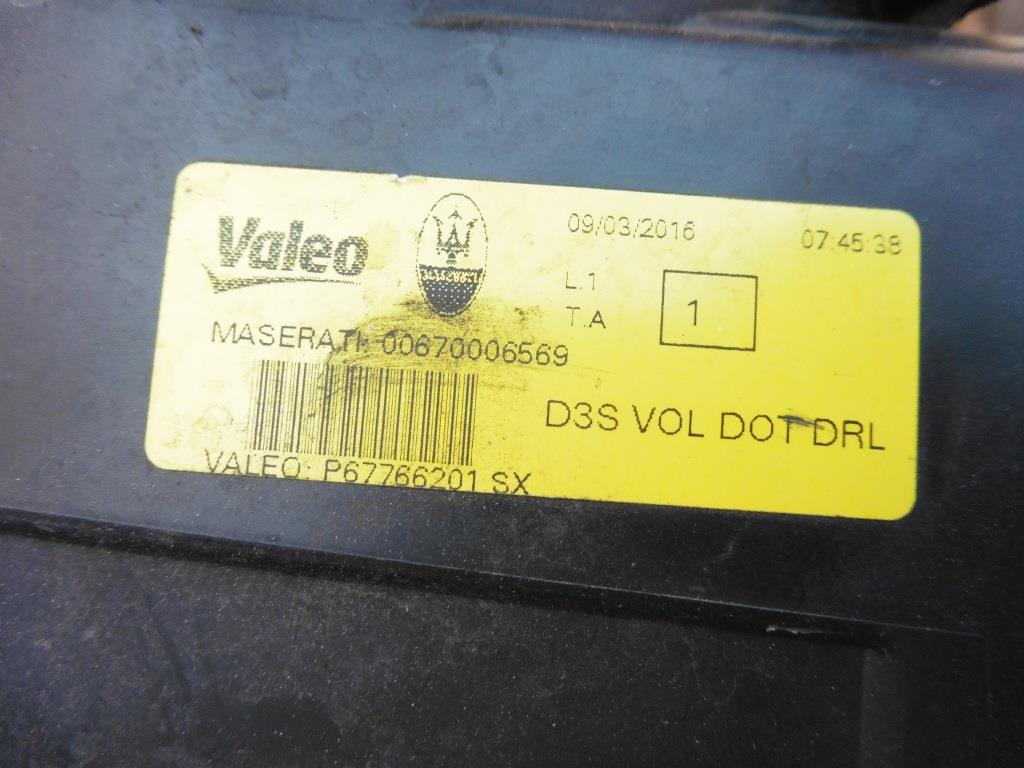 Valeo
09/03/2016 07:45:38
L.1
T.A
1
MASERATI: 00670006569
D3S VOL DOT DRL
VALEO: P67766201 SX